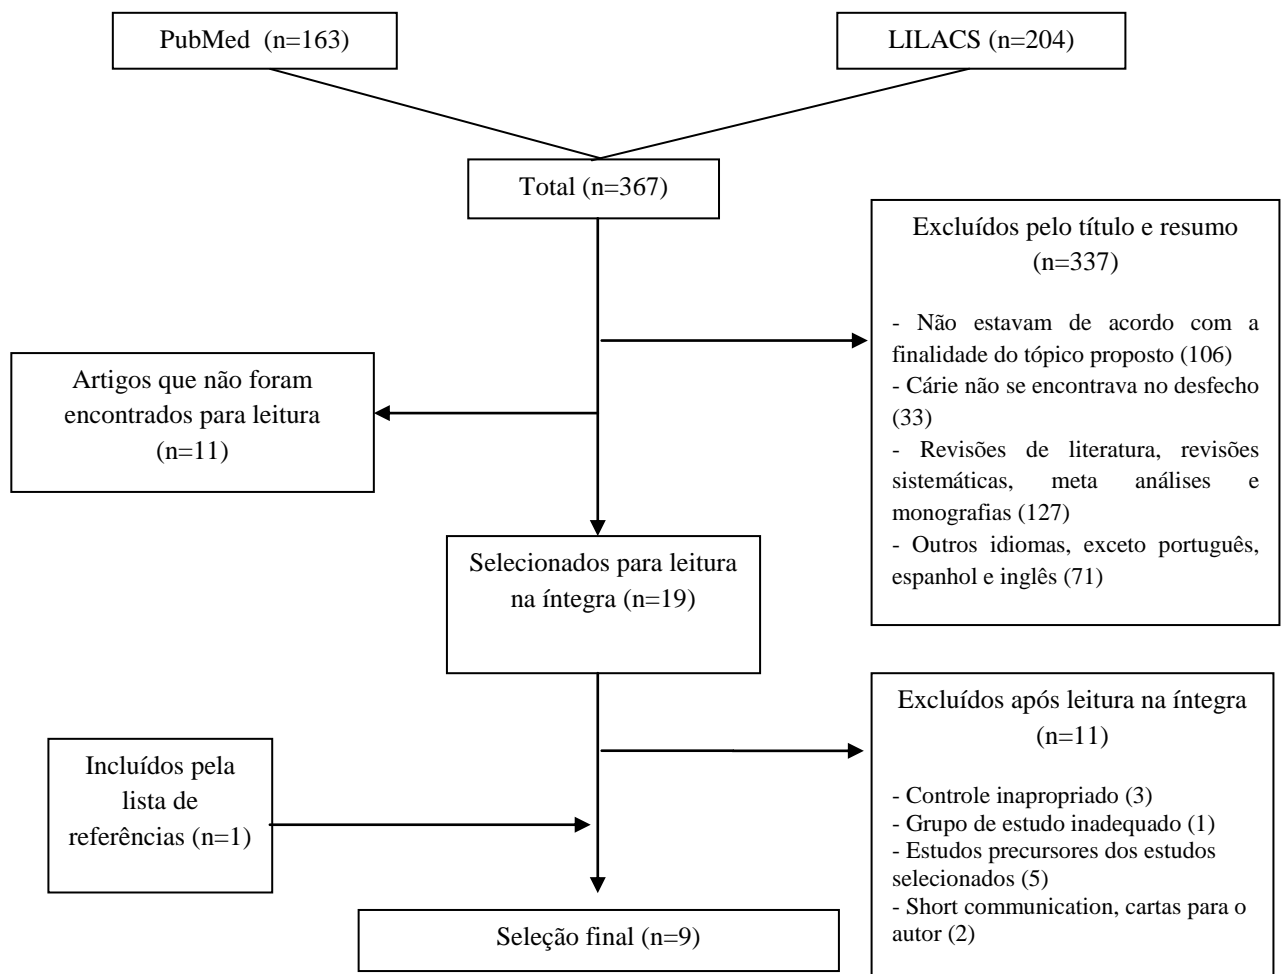 PubMed (n=163)
LILACS (n=204)
Total (n=367)
Excluídos pelo título e resumo
(n=337)
- Não estavam de acordo com a
finalidade do tópico proposto (106)
- Cárie não se encontrava no desfecho
(33)
- Revisões de literatura, revisões
sistemáticas, meta análises e
monografias (127)
- Outros idiomas, exceto português,
espanhol e inglês (71)
Artigos que não foram
encontrados para leitura
(n=11)
Selecionados para leitura
na íntegra (n=19)
Excluídos após leitura na íntegra
(n=11)
- Controle inapropriado (3)
- Grupo de estudo inadequado (1)
- Estudos precursores dos estudos
selecionados (5)
- Short communication, cartas para o
autor (2)
Incluídos pela
lista de
referências (n=1)
Seleção final (n=9)